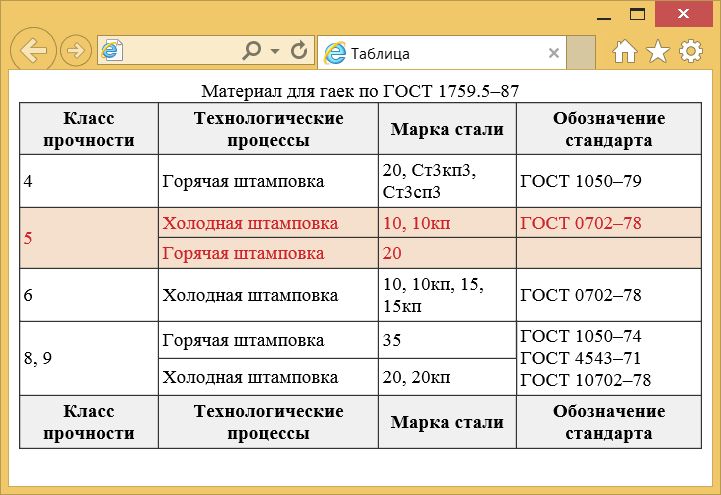 Таблица
Материал для гаек по ГОСТ 1759.5–87
Класс прочности	Технологические процессы	Марка стали	Обозначение стандарта
4	Горячая штамповка	20, Ст3кп3, Ст3сп3	ГОСТ 1050–79
5	Холодная штамповка	10, 10кп	ГОСТ 0702–78
Горячая штамповка	20
6	Холодная штамповка	10, 10кп, 15, 15кп	ГОСТ 0702–78
8, 9	Горячая штамповка	35	ГОСТ 1050–74 ГОСТ 4543–71 ГОСТ 10702–78
Холодная штамповка	20, 20кп
Класс прочности	Технологические процессы	Марка стали	Обозначение стандарта